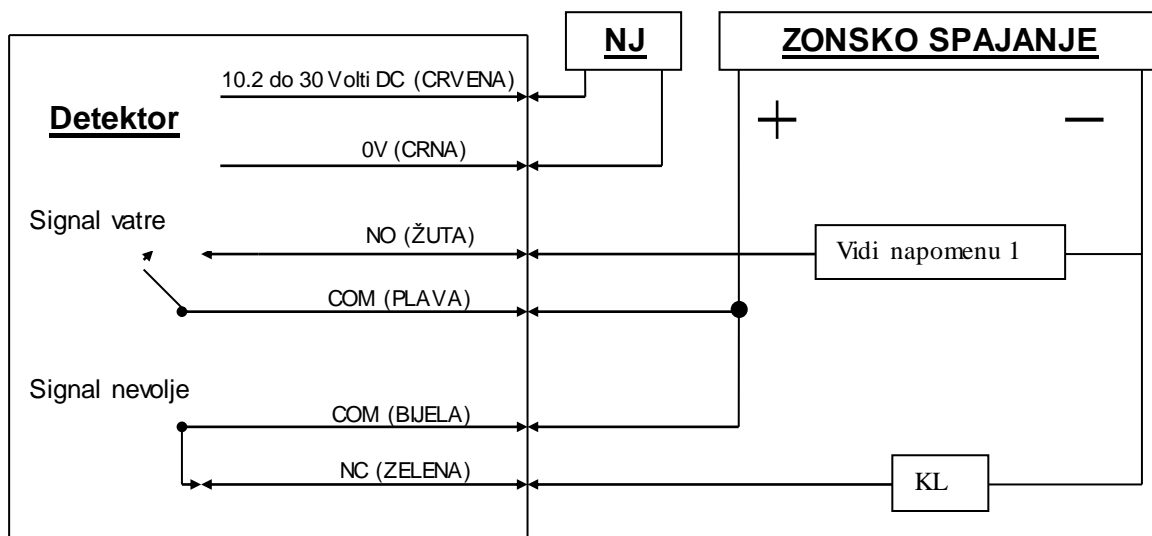 NJ
ZONSKO SPAJANJE
10.2 do 30 Volti DC (CRVENA)
Detektor
+
—
0V (CRNA)
Signal vatre
NO (ŽUTA)
Vidi napomenu 1
COM (PLAVA)
Signal nevolje
COM (BIJELA)
NC (ZELENA)
KL